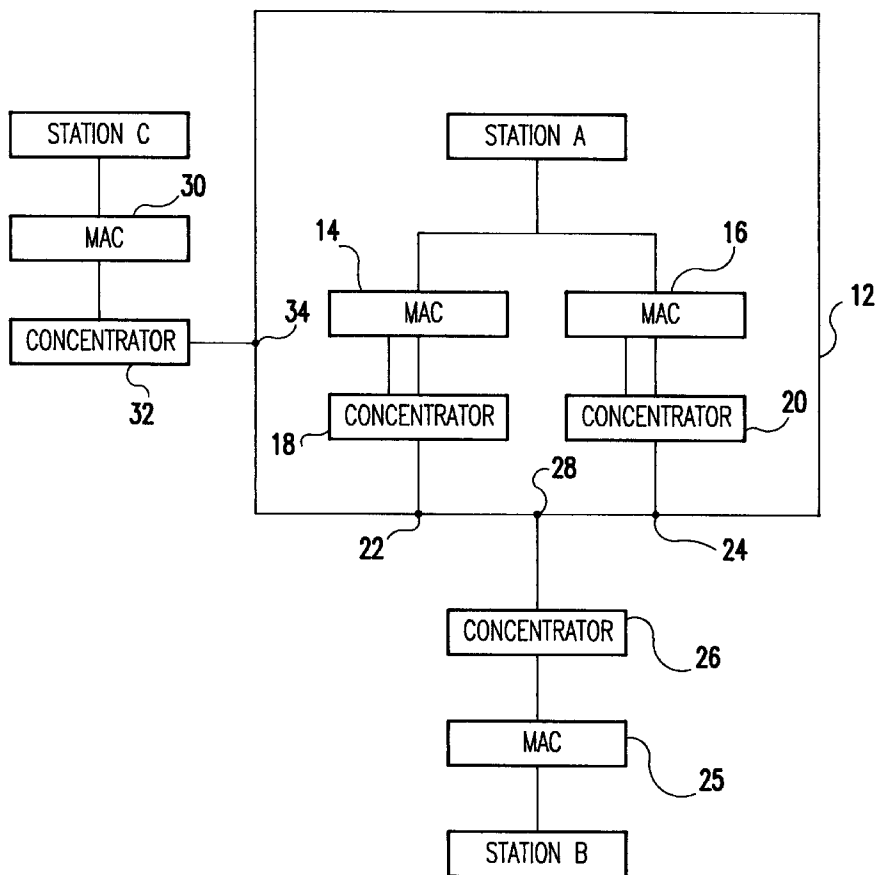 STATION C
STATION A
30
MAC
14
16
MAC
MAC
12
CONCENTRATOR
34
32
CONCENTRATOR
CONCENTRATOR
18
20
28
22
24
CONCENTRATOR
26
MAC
25
STATION B